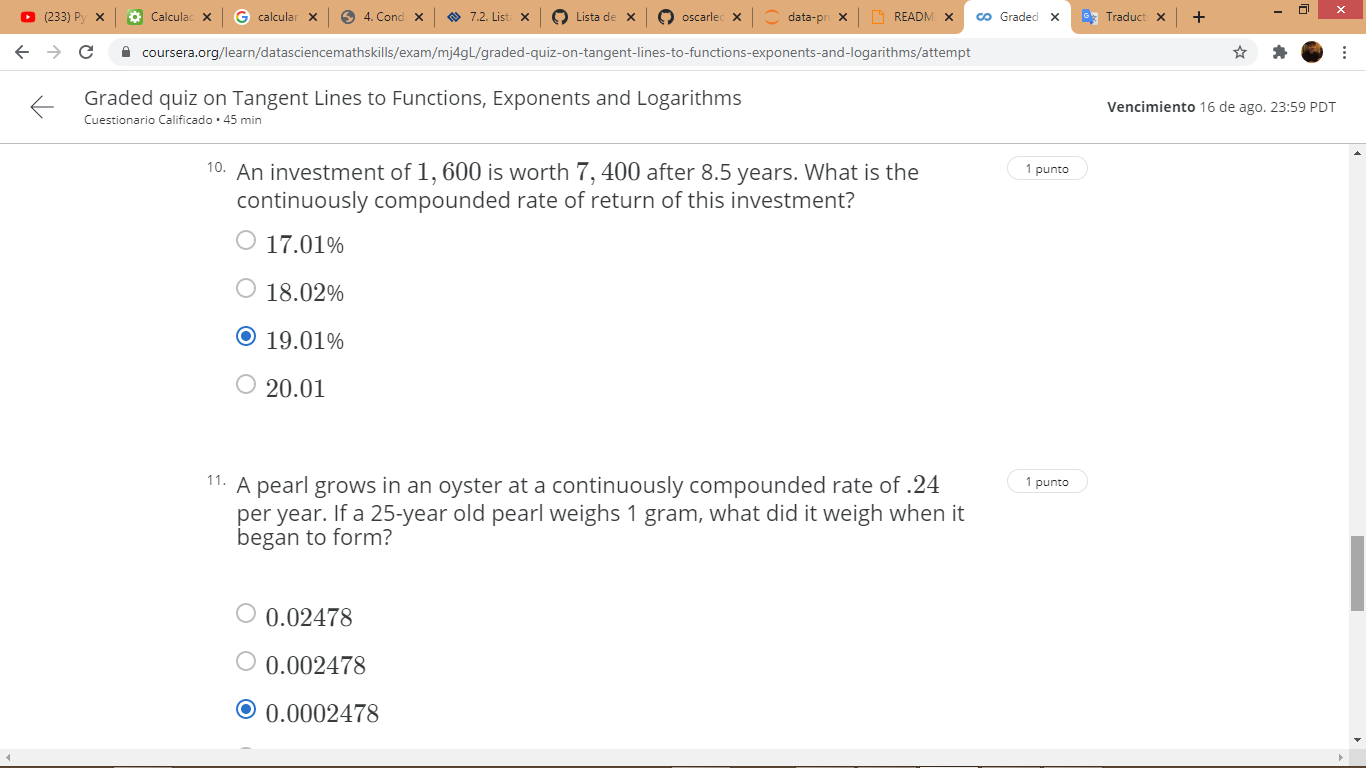 (233) Py
Calculac
calcular
4. Cond
7.2. List
Lista de
oscarlec
data-pr
READM
Graded
Traduct
coursera.org/learn/datasciencemathskills/exam/mj4gL/graded-quiz-on-tangent-lines-to-functions-exponents-and-logarithms/attempt
Graded quiz on Tangent Lines to Functions, Exponents and Logarithms
Cuestionario Calificado • 45 min
Vencimiento 16 de ago. 23:59 PDT
10. An investment of 1, 600 is worth 7, 400 after 8.5 years. What is the
continuously compounded rate of return of this investment?
1 punto
17.01%
18.02%
19.01%
20.01
11. A pearl grows in an oyster at a continuously compounded rate of .24
per year. If a 25-year old pearl weighs 1 gram, what did it weigh when it
began to form?
1 punto
0.02478
0.002478
0.0002478